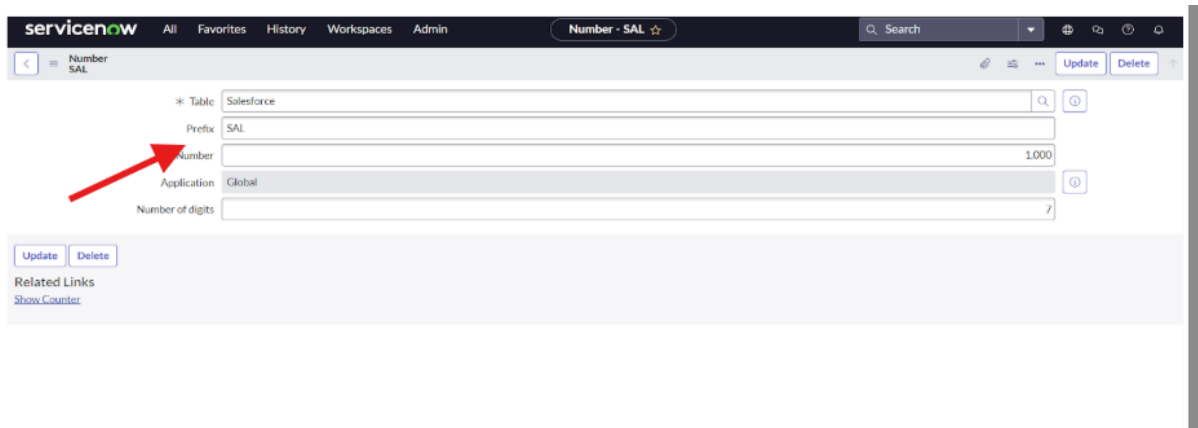 servicenow All Favorites History Workspaces Admin Number - SAL Search
Number
SAL
Update Delete
Table Salesforce
Prefix SAL
Number 1,000
Application Global
Number of digits 7
Update Delete
Related Links
Show Counter